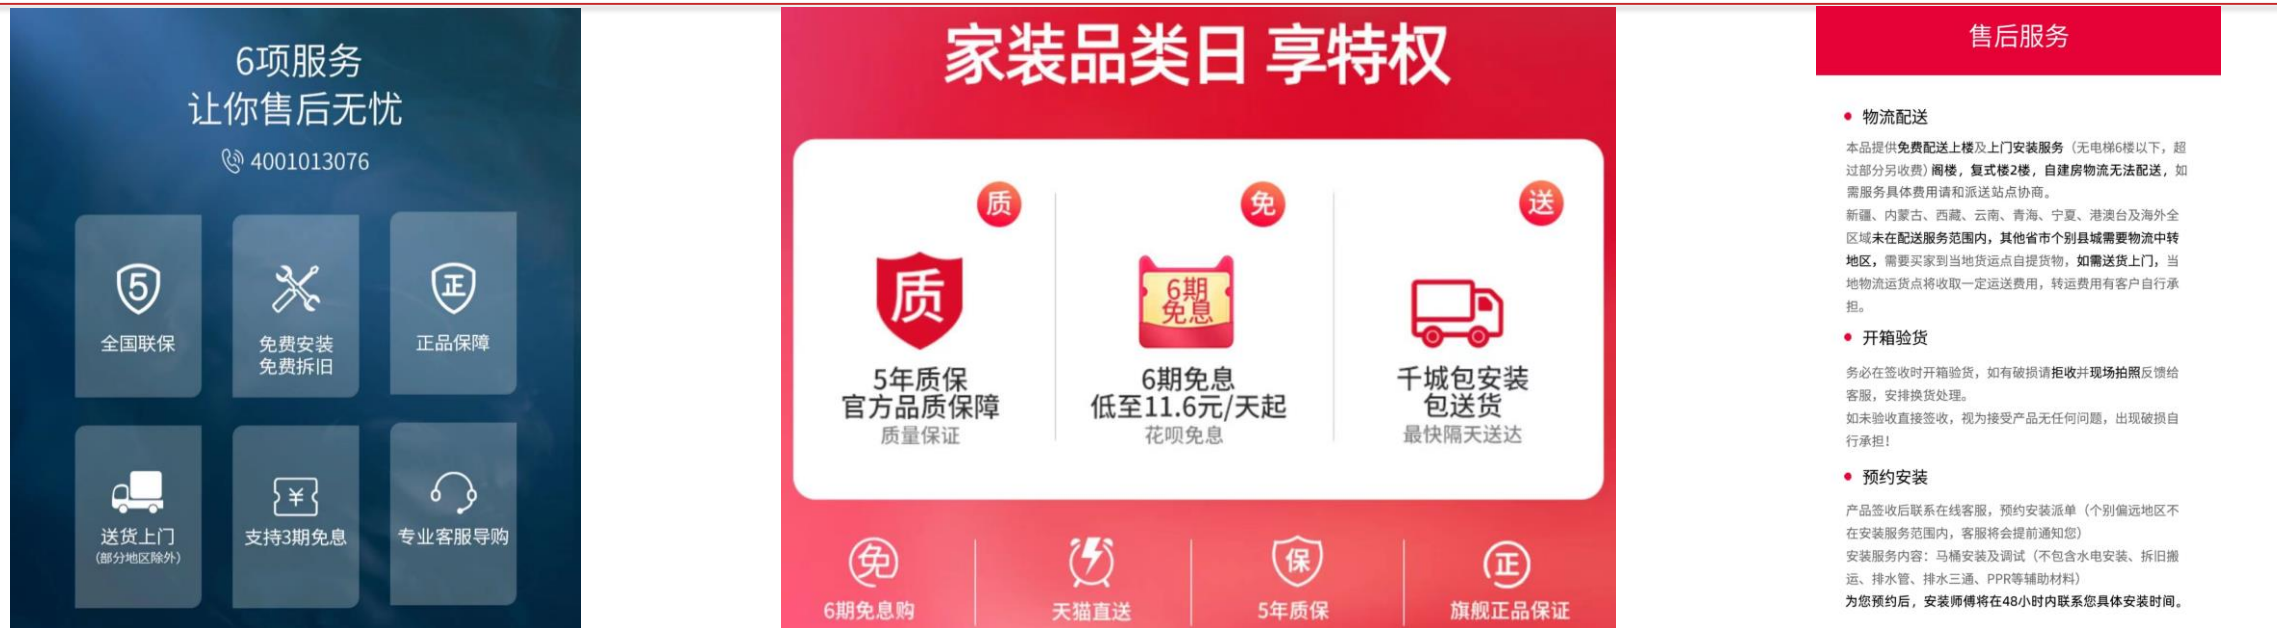 6项服务
让你售后无忧
4001013076
5
全国联保
免费安装
免费拆旧
正
正品保障
送货上门
(部分地区除外)
¥
支持3期免息
专业客服导购
家装品类日 享特权
质
质
5年质保
官方品质保障
质量保证
免
6期
免息
6期免息
低至11.6元/天起
花呗免息
送
千城包安装
包送货
最快隔天送达
免
6期免息购
天猫直送
保
5年质保
正
旗舰正品保证
售后服务
物流配送
本品提供免费配送上楼及上门安装服务（无电梯6楼以下，超
过部分另收费）阁楼，复式楼2楼，自建房物流无法配送，如
需服务具体费用请和派送站点协商。
新疆、内蒙古、西藏、云南、青海、宁夏、港澳台及海外全
区域未在配送服务范围内，其他省市个别县城需要物流中转
地区，需要买家到当地货运点自提货物，如需送货上门，当
地物流运货点将收取一定运送费用，转运费用有客户自行承
担。
开箱验货
务必在签收时开箱验货，如有破损请拒收并现场拍照反馈给
客服，安排换货处理。
如未验收直接签收，视为接受产品无任何问题，出现破损自
行承担！
预约安装
产品签收后联系在线客服，预约安装派单（个别偏远地区不
在安装服务范围内，客服将会提前通知您）
安装服务内容：马桶安装及调试（不包含水电安装、拆旧搬
运、排水管、排水三通、PPR等辅助材料）
为您预约后，安装师傅将在48小时内联系您具体安装时间。